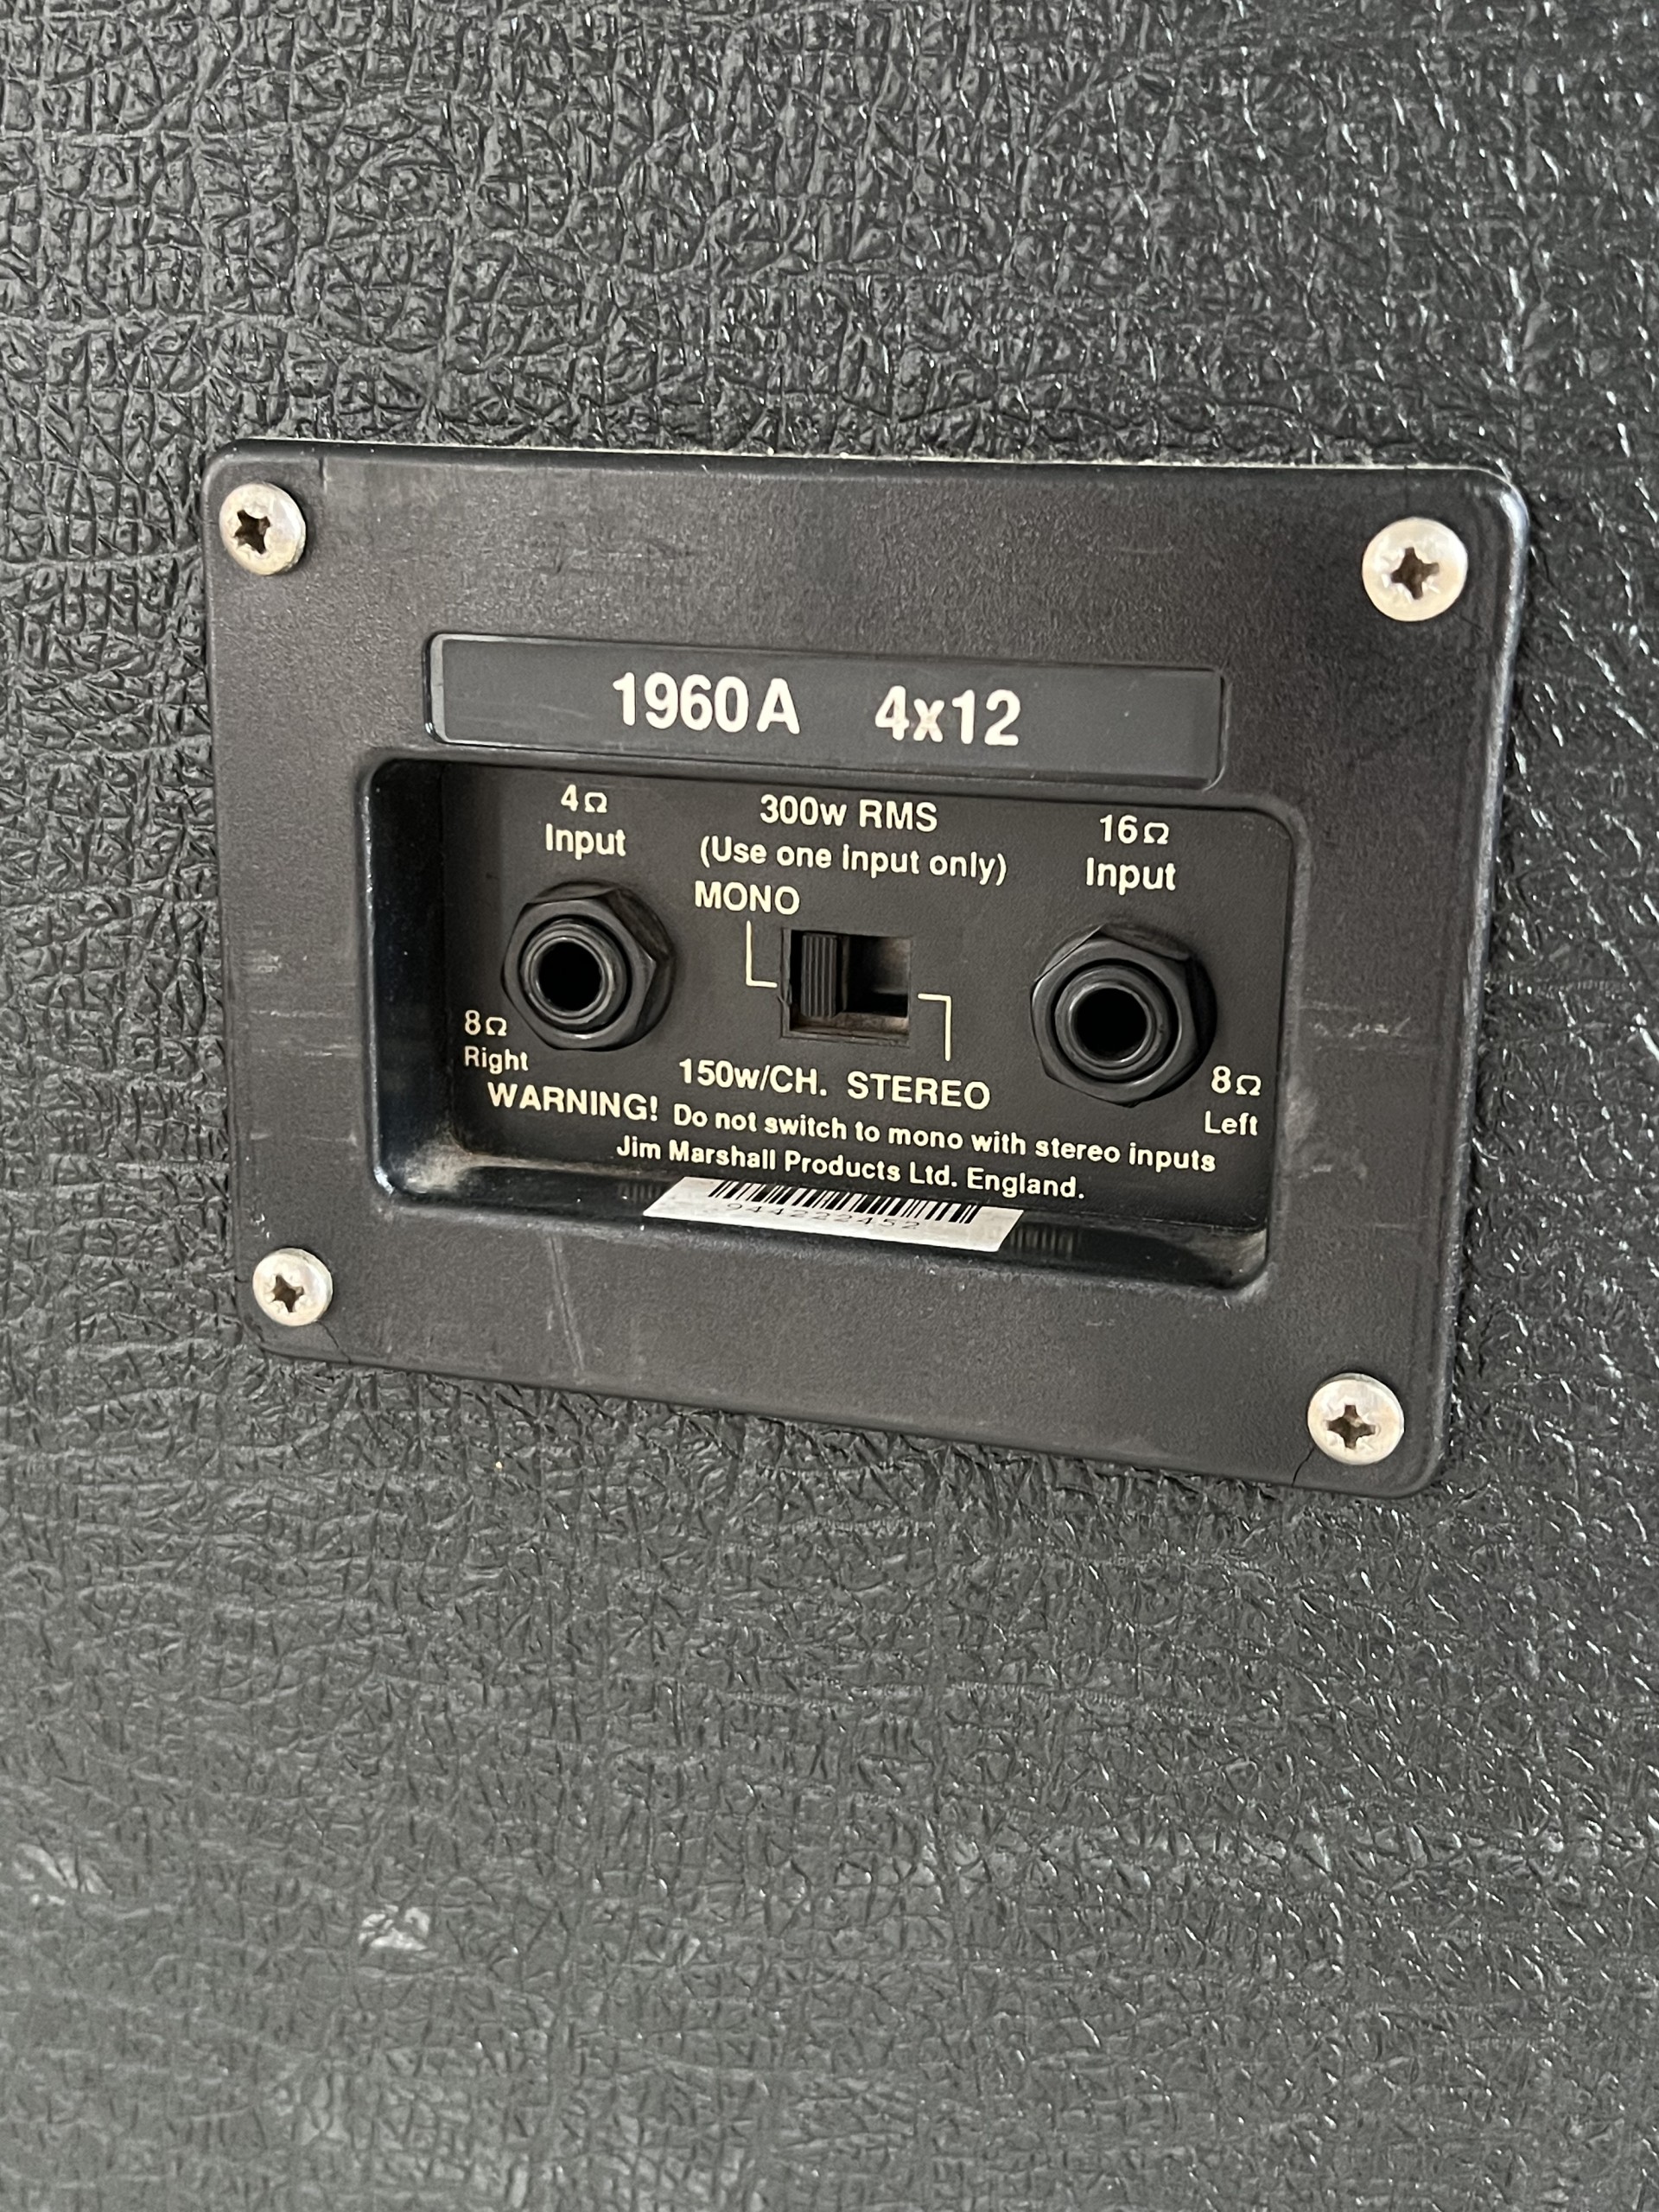 1960A 4x12
4Ω
Input
300w RMS
(Use one input only)
MONO
16Ω
Input
8Ω
Right
150w/CH. STEREO
8Ω
Left
WARNING! Do not switch to mono with stereo inputs
Jim Marshall Products Ltd. England.
944222452